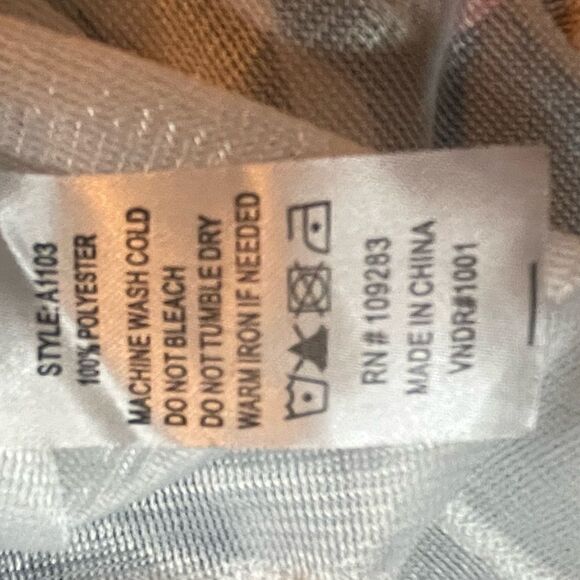 STYLE:A1103
100% POLYESTER
MACHINE WASH COLD
DO NOT BLEACH
DO NOT TUMBLE DRY
WARM IRON IF NEEDED
RN# 109283
MADE IN CHINA
VNDR#1001